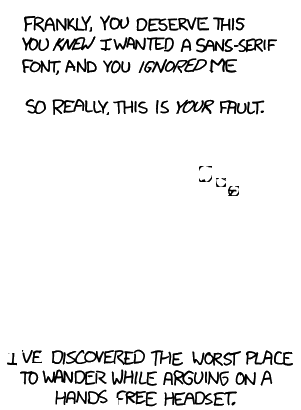 FRANKLY, YOU DESERVE THIS
YOU KNEW I WANTED A SANS-SERIF
FONT, AND YOU IGNORED ME
SO REALLY, THIS IS YOUR FAULT.
I'VE DISCOVERED THE WORST PLACE
TO WANDER WHILE ARGUING ON A
HANDS FREE HEADSET.